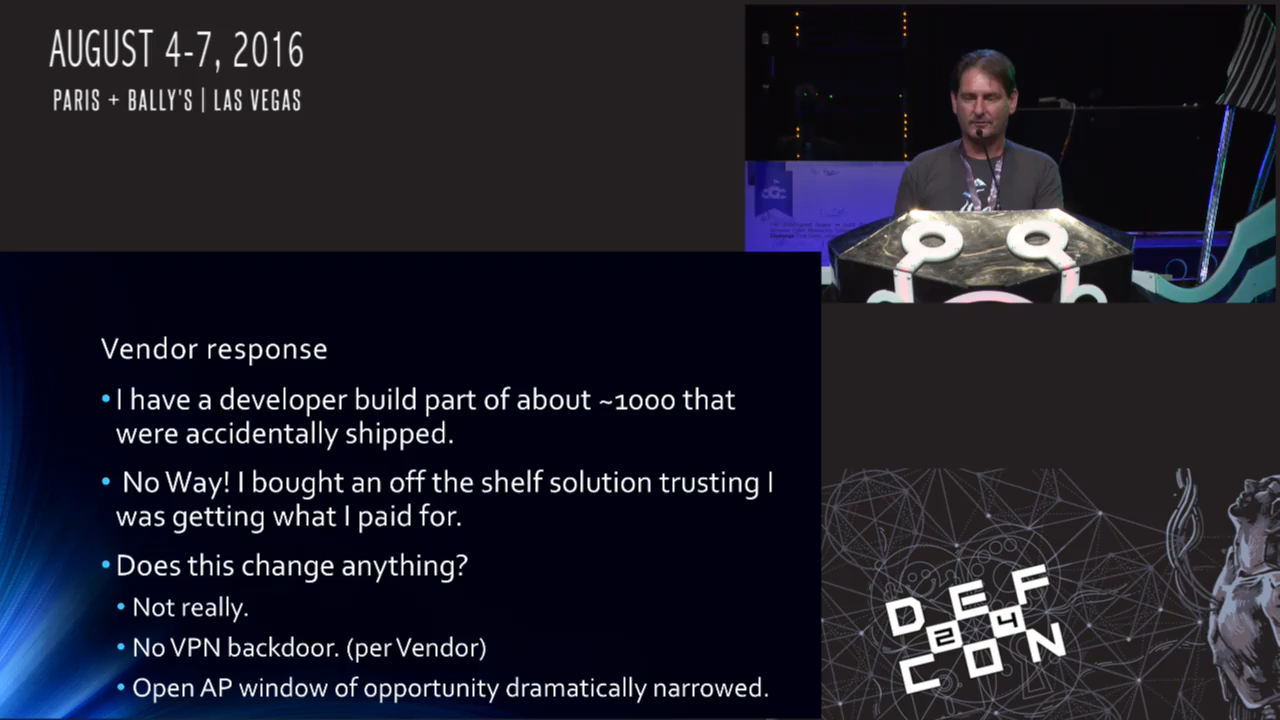 AUGUST 4-7, 2016
PARIS + BALLY'S | LAS VEGAS
Vendor response
•I have a developer build part of about ~1000 that
were accidentally shipped.
• No Way! I bought an off the shelf solution trusting I
was getting what I paid for.
•Does this change anything?
• Not really.
• No VPN backdoor. (per Vendor)
• Open AP window of opportunity dramatically narrowed.
DEF
24
CON